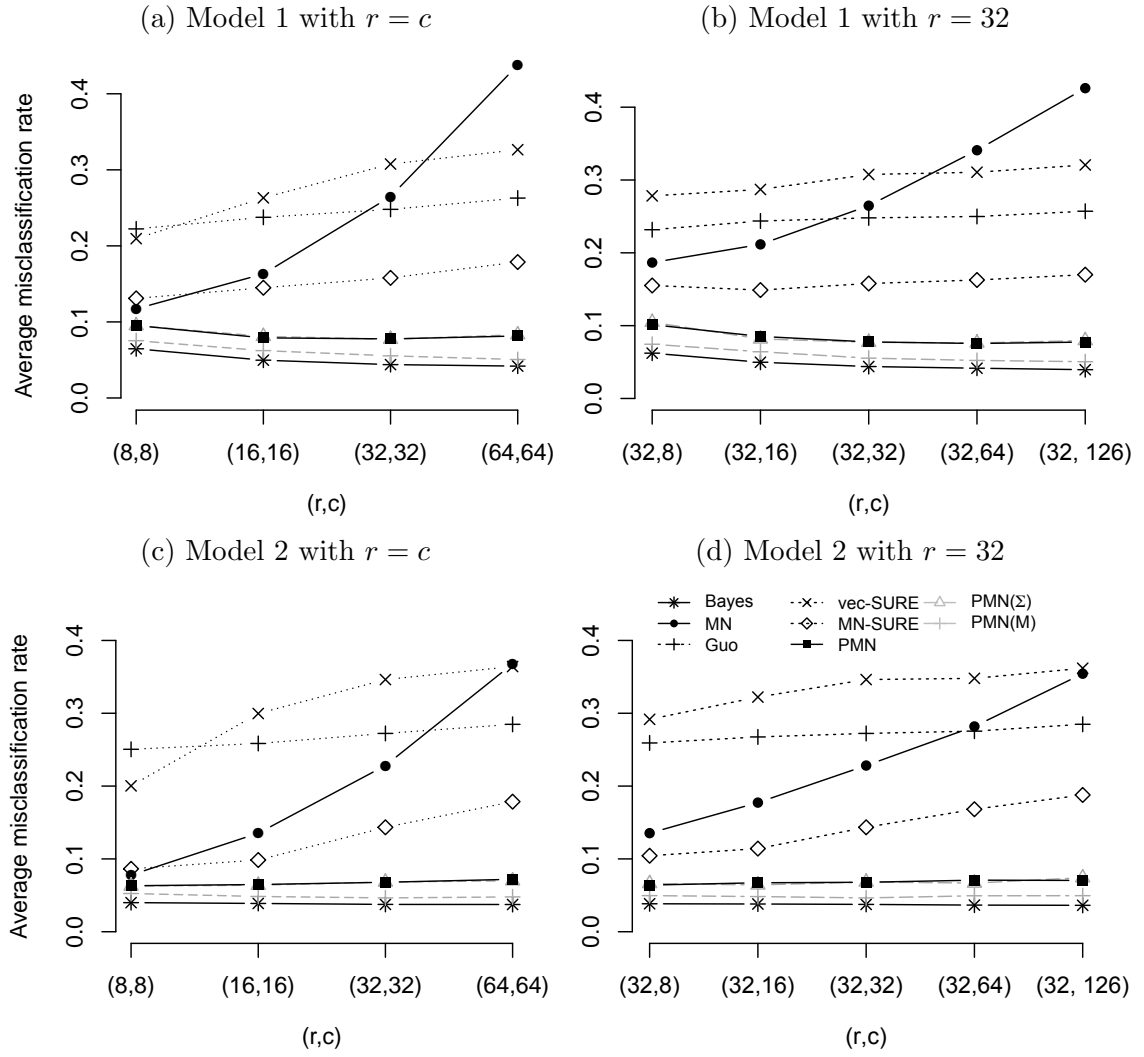 (a) Model 1 with r = c
(b) Model 1 with r = 32
Average misclassification rate
0.0 0.1 0.2 0.3 0.4
(8,8) (16,16) (32,32) (64,64)
(r,c)
0.0 0.1 0.2 0.3 0.4
(32,8) (32,16) (32,32) (32,64) (32, 126)
(r,c)
(c) Model 2 with r = c
(d) Model 2 with r = 32
Average misclassification rate
0.0 0.1 0.2 0.3 0.4
(8,8) (16,16) (32,32) (64,64)
(r,c)
Bayes vec-SURE PMN(Σ)
MN MN-SURE PMN(M)
Guo PMN
0.0 0.1 0.2 0.3 0.4
(32,8) (32,16) (32,32) (32,64) (32, 126)
(r,c)